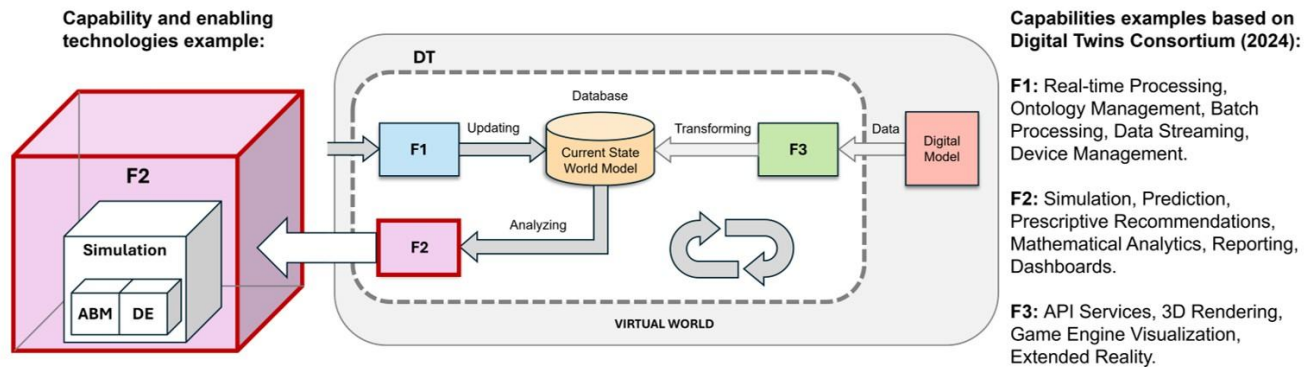 Capability and enabling
technologies example:
F2
Simulation
ABM
DE
DT
Database
F1
Updating
Current State
World Model
Transforming
F3
Data
Digital
Model
F2
Analyzing
VIRTUAL WORLD
Capabilities examples based on
Digital Twins Consortium (2024):
F1: Real-time Processing,
Ontology Management, Batch
Processing, Data Streaming,
Device Management.
F2: Simulation, Prediction,
Prescriptive Recommendations,
Mathematical Analytics, Reporting,
Dashboards.
F3: API Services, 3D Rendering,
Game Engine Visualization,
Extended Reality.